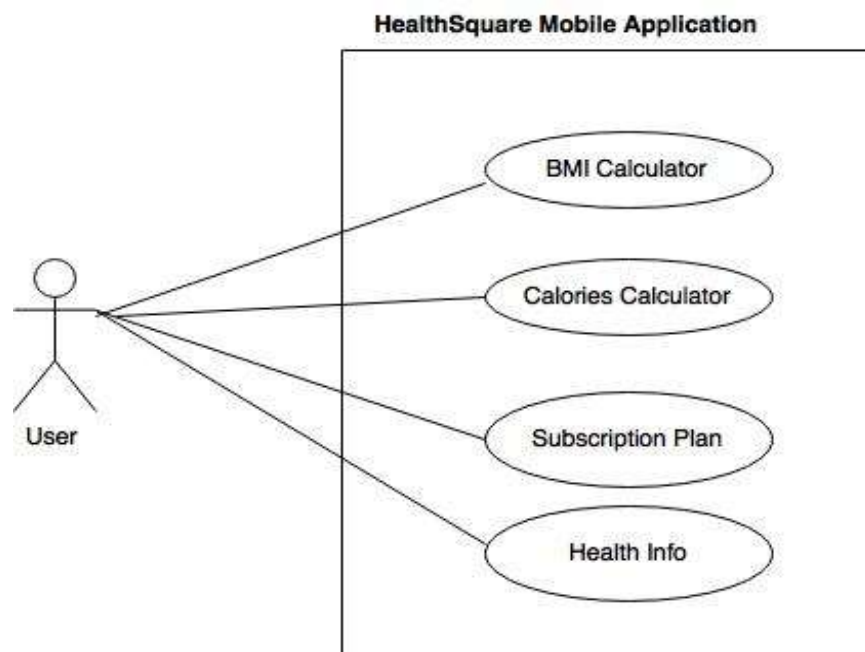 HealthSquare Mobile Application
BMI Calculator
Calories Calculator
User
Subscription Plan
Health Info